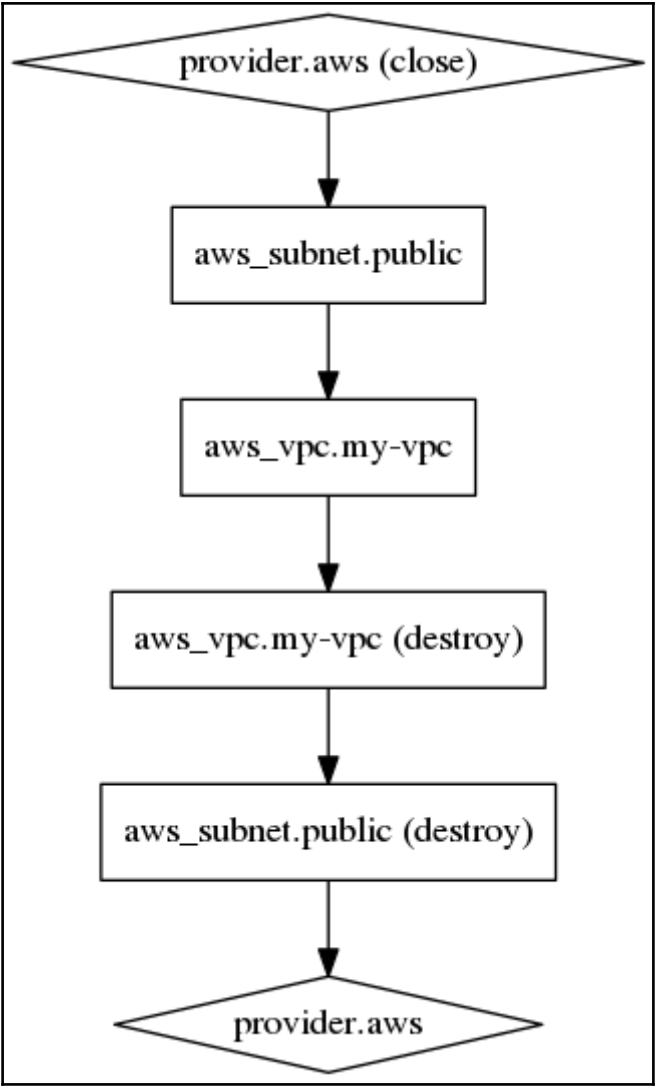 provider.aws (close)
aws_subnet.public
aws_vpc.my-vpc
aws_vpc.my-vpc (destroy)
aws_subnet.public (destroy)
provider.aws